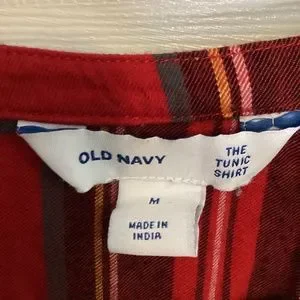 OLD NAVY
THE
TUNIC
SHIRT
M
MADE IN
INDIA